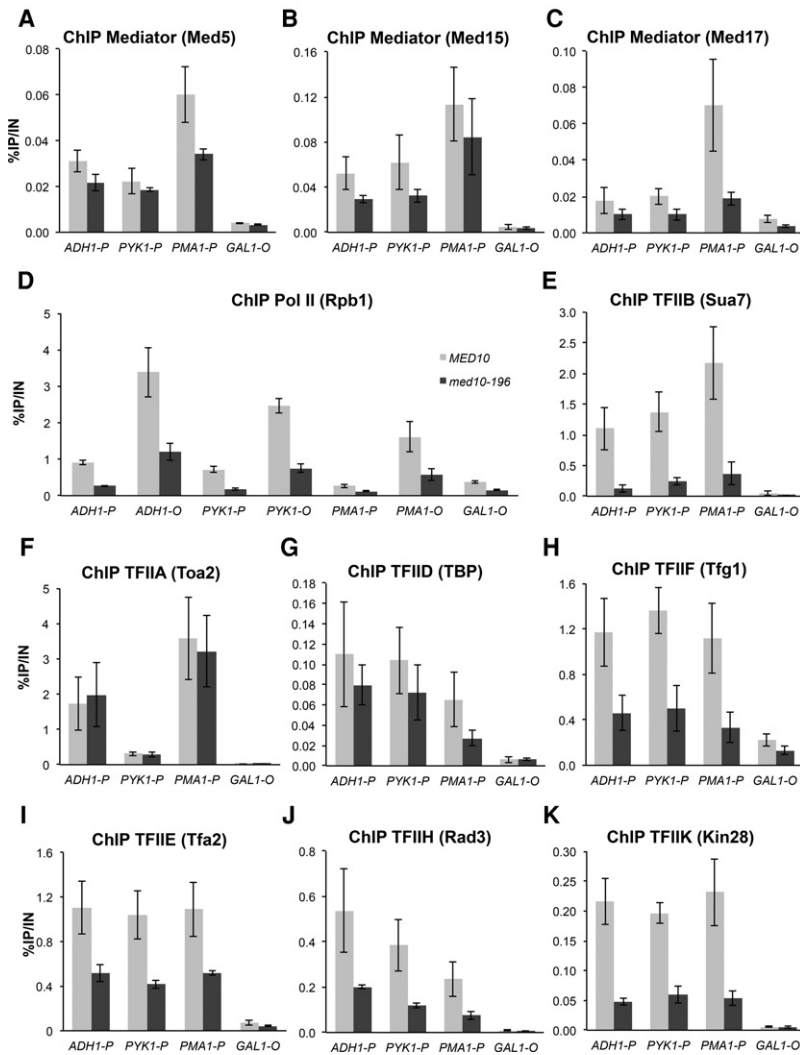 A
ChIP Mediator (Med5)
%IP/IN
0.08
0.06
0.04
0.02
0.00
ADH1-P PYK1-P PMA1-P GAL1-O
B
ChIP Mediator (Med15)
0.16
0.12
0.08
0.04
0.00
ADH1-P PYK1-P PMA1-P GAL1-O
C
ChIP Mediator (Med17)
0.10
0.08
0.06
0.04
0.02
0.00
ADH1-P PYK1-P PMA1-P GAL1-O
D
ChIP Pol II (Rpb1)
%IP/IN
5
4
3
2
1
0
MED10
med10-196
ADH1-P ADH1-O PYK1-P PYK1-O PMA1-P PMA1-O GAL1-O
E
ChIP TFIIB (Sua7)
3.0
2.5
2.0
1.5
1.0
0.5
0.0
ADH1-P PYK1-P PMA1-P GAL1-O
F
ChIP TFIIA (Toa2)
%IP/IN
5
4
3
2
1
0
ADH1-P PYK1-P PMA1-P GAL1-O
G
ChIP TFIID (TBP)
0.18
0.16
0.14
0.12
0.10
0.08
0.06
0.04
0.02
0.00
ADH1-P PYK1-P PMA1-P GAL1-O
H
ChIP TFIIF (Tfg1)
1.6
1.2
0.8
0.4
0.0
ADH1-P PYK1-P PMA1-P GAL1-O
I
ChIP TFIIE (Tfa2)
%IP/IN
1.6
1.2
0.8
0.4
0
ADH1-P PYK1-P PMA1-P GAL1-O
J
ChIP TFIIH (Rad3)
0.8
0.6
0.4
0.2
0.0
ADH1-P PYK1-P PMA1-P GAL1-O
K
ChIP TFIIK (Kin28)
0.30
0.25
0.20
0.15
0.10
0.05
0.00
ADH1-P PYK1-P PMA1-P GAL1-O